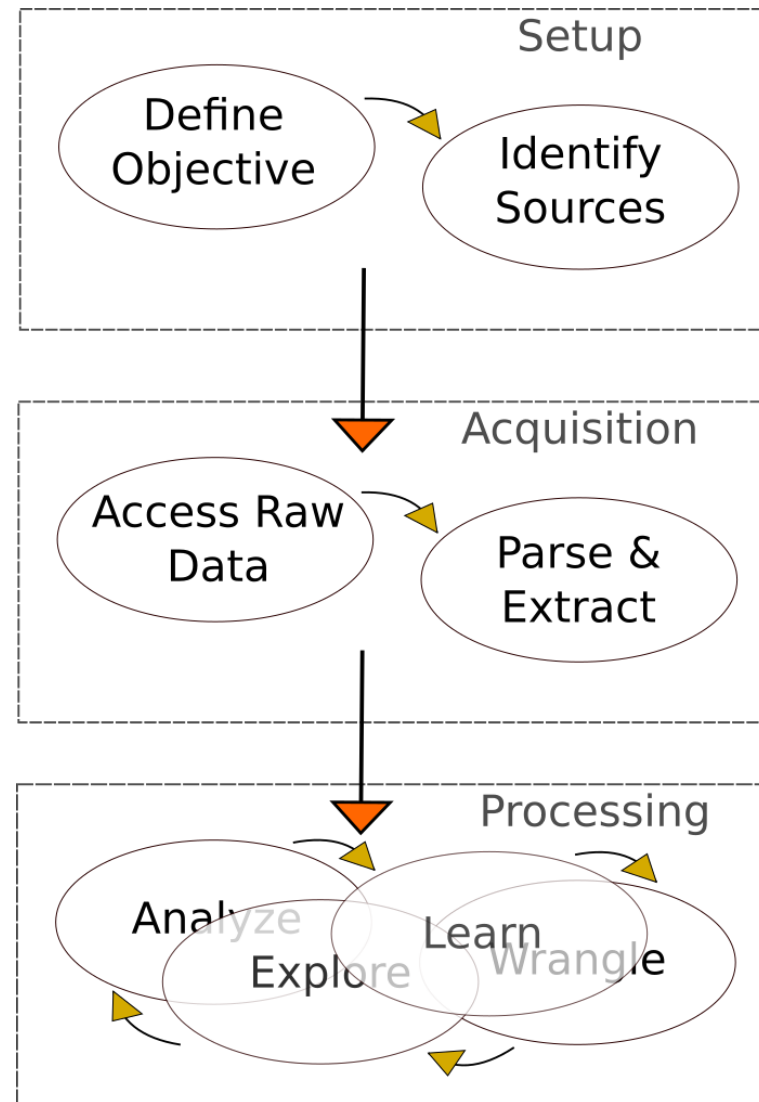 Setup
Define
Objective
Identify
Sources
Acquisition
Access Raw
Data
Parse &
Extract
Processing
Analyze
Learn
Wrangle
Explore